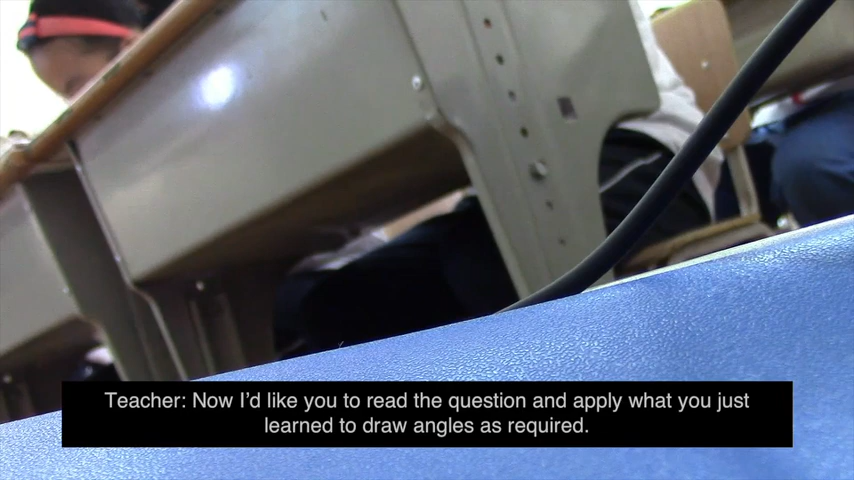 Teacher: Now I'd like you to read the question and apply what you just
learned to draw angles as required.